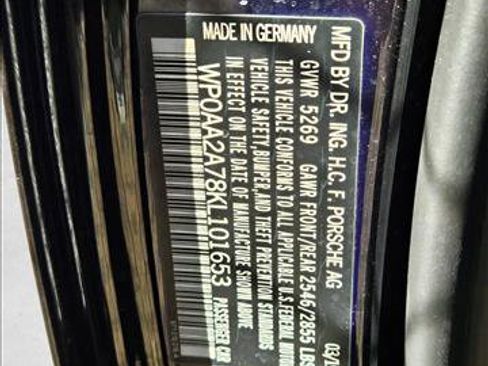 MFD BY DR. ING. H.C. F. PORSCHE AG
GVWR 5269 GAWR FRONT/REAR 2546/2855 LBS
THIS VEHICLE CONFORMS TO ALL APPLICABLE U.S. FEDERAL MOTOR
VEHICLE SAFETY, BUMPER, AND THEFT PREVENTION STANDARDS
IN EFFECT ON THE DATE OF MANUFACTURE SHOWN ABOVE
WP0AA2A78KL101653 PASSENGER CAR
MADE IN GERMANY